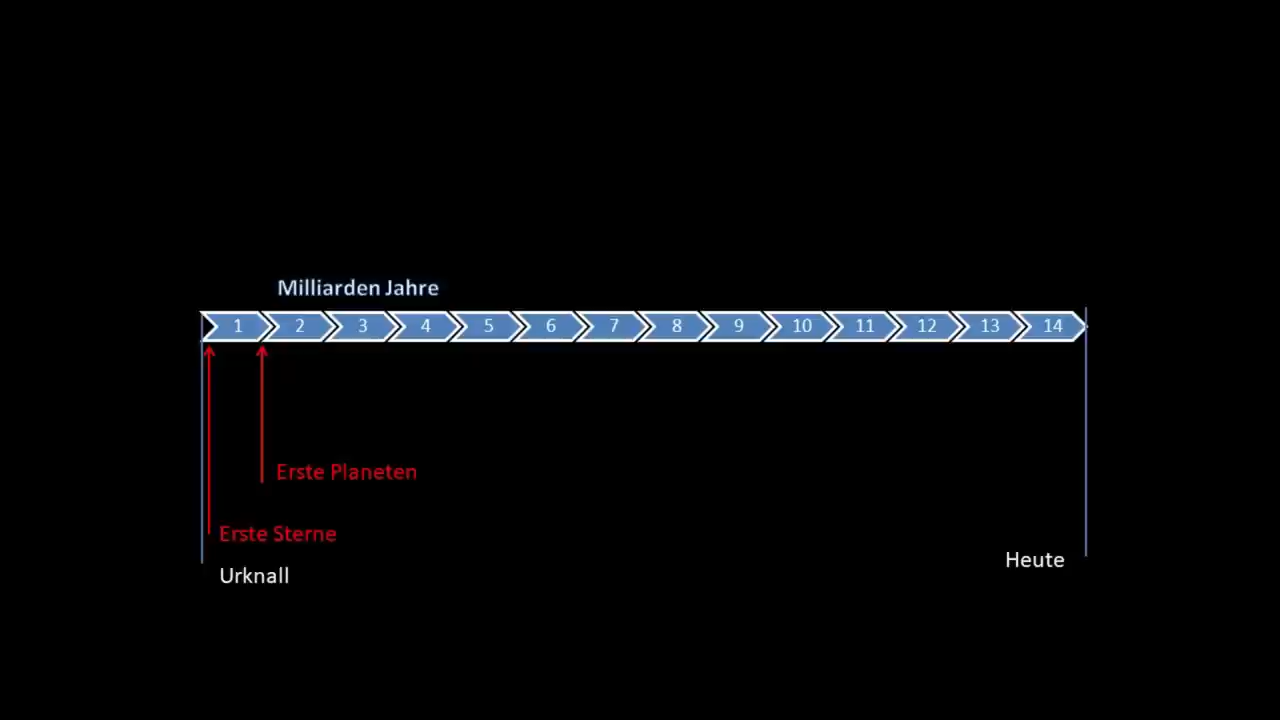 Milliarden Jahre
1 2 3 4 5 6 7 8 9 10 11 12 13 14
Erste Planeten
Erste Sterne
Heute
Urknall